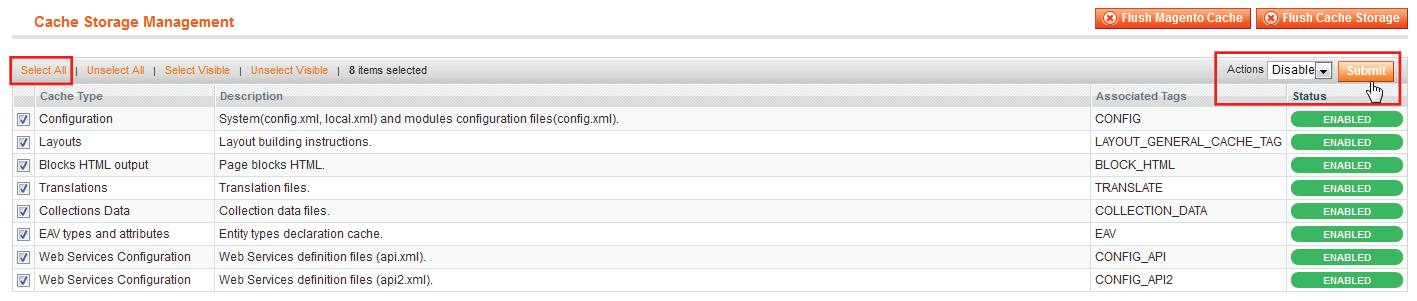 Cache Storage Management Flush Magento Cache Flush Cache Storage
Select All | Unselect All | Select Visible | Unselect Visible | 8 items selected Actions Disable Submit
Cache Type Description Associated Tags Status
Configuration System(config.xml, local.xml) and modules configuration files(config.xml). CONFIG ENABLED
Layouts Layout building instructions. LAYOUT_GENERAL_CACHE_TAG ENABLED
Blocks HTML output Page blocks HTML. BLOCK_HTML ENABLED
Translations Translation files. TRANSLATE ENABLED
Collections Data Collection data files. COLLECTION_DATA ENABLED
EAV types and attributes Entity types declaration cache. EAV ENABLED
Web Services Configuration Web Services definition files (api.xml). CONFIG_API ENABLED
Web Services Configuration Web Services definition files (api2.xml). CONFIG_API2 ENABLED